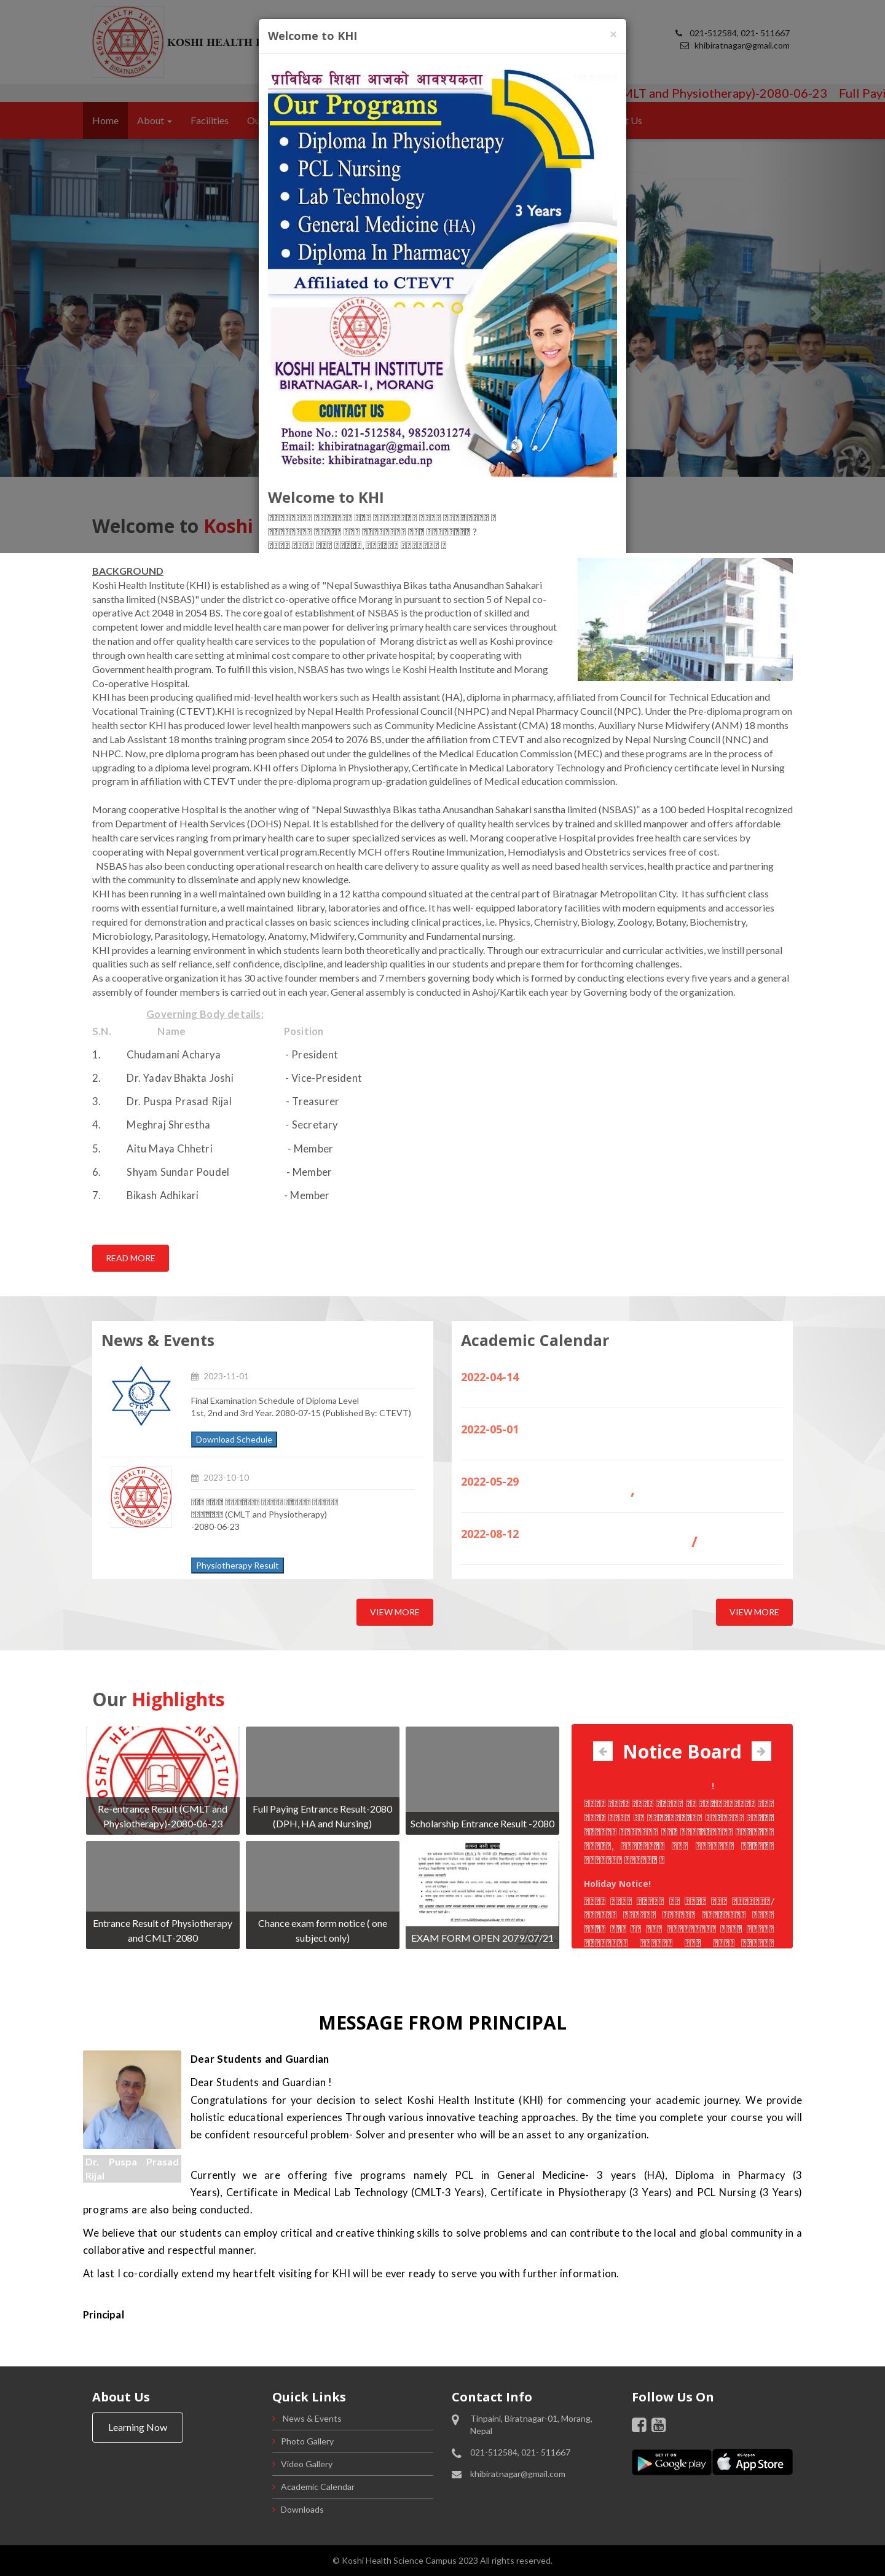 KOSHI HEALTH I
021-512584, 021- 511667
khibiratnagar@gmail.com
MLT and Physiotherapy)-2080-06-23 Full Payi
Home About Facilities Ou t Us
Welcome to KHI ×
प्राविधिक शिक्षा आजको आवश्यकता
Our Programs
• Diploma In Physiotherapy
• PCL Nursing
• Lab Technology
• General Medicine (HA)
• Diploma In Pharmacy
3 Years
Affiliated to CTEVT
KOSHI HEALTH INSTITUTE
BIRATNAGAR-1, MORANG
CONTACT US
Phone No.: 021-512584, 9852031274
Email: khibiratnagar@gmail.com
Website: khibiratnagar.edu.np
Welcome to KHI
Welcome to Koshi
BACKGROUND
Koshi Health Institute (KHI) is established as a wing of "Nepal Suwasthiya Bikas tatha Anusandhan Sahakari
sanstha limited (NSBAS)" under the district co-operative office Morang in pursuant to section 5 of Nepal co-
operative Act 2048 in 2054 BS. The core goal of establishment of NSBAS is the production of skilled and
competent lower and middle level health care man power for delivering primary health care services throughout
the nation and offer quality health care services to the population of Morang district as well as Koshi province
through own health care setting at minimal cost compare to other private hospital; by cooperating with
Government health program. To fulfill this vision, NSBAS has two wings i.e Koshi Health Institute and Morang
Co-operative Hospital.
KHI has been producing qualified mid-level health workers such as Health assistant (HA), diploma in pharmacy, affiliated from Council for Technical Education and
Vocational Training (CTEVT).KHI is recognized by Nepal Health Professional Council (NHPC) and Nepal Pharmacy Council (NPC). Under the Pre-diploma program on
health sector KHI has produced lower level health manpowers such as Community Medicine Assistant (CMA) 18 months, Auxiliary Nurse Midwifery (ANM) 18 months
and Lab Assistant 18 months training program since 2054 to 2076 BS, under the affiliation from CTEVT and also recognized by Nepal Nursing Council (NNC) and
NHPC. Now, pre diploma program has been phased out under the guidelines of the Medical Education Commission (MEC) and these programs are in the process of
upgrading to a diploma level program. KHI offers Diploma in Physiotherapy, Certificate in Medical Laboratory Technology and Proficiency certificate level in Nursing
program in affiliation with CTEVT under the pre-diploma program up-gradation guidelines of Medical education commission.
Morang cooperative Hospital is the another wing of "Nepal Suwasthiya Bikas tatha Anusandhan Sahakari sanstha limited (NSBAS)” as a 100 beded Hospital recognized
from Department of Health Services (DOHS) Nepal. It is established for the delivery of quality health services by trained and skilled manpower and offers affordable
health care services ranging from primary health care to super specialized services as well. Morang cooperative Hospital provides free health care services by
cooperating with Nepal government vertical program.Recently MCH offers Routine Immunization, Hemodialysis and Obstetrics services free of cost.
NSBAS has also been conducting operational research on health care delivery to assure quality as well as need based health services, health practice and partnering
with the community to disseminate and apply new knowledge.
KHI has been running in a well maintained own building in a 12 kattha compound situated at the central part of Biratnagar Metropolitan City. It has sufficient class
rooms with essential furniture, a well maintained library, laboratories and office. It has well- equipped laboratory facilities with modern equipments and accessories
required for demonstration and practical classes on basic sciences including clinical practices, i.e. Physics, Chemistry, Biology, Zoology, Botany, Biochemistry,
Microbiology, Parasitology, Hematology, Anatomy, Midwifery, Community and Fundamental nursing.
KHI provides a learning environment in which students learn both theoretically and practically. Through our extracurricular and curricular activities, we instill personal
qualities such as self reliance, self confidence, discipline, and leadership qualities in our students and prepare them for forthcoming challenges.
As a cooperative organization it has 30 active founder members and 7 members governing body which is formed by conducting elections every five years and a general
assembly of founder members is carried out in each year. General assembly is conducted in Ashoj/Kartik each year by Governing body of the organization.
Governing Body details:
S.N. Name Position
1. Chudamani Acharya - President
2. Dr. Yadav Bhakta Joshi - Vice-President
3. Dr. Puspa Prasad Rijal - Treasurer
4. Meghraj Shrestha - Secretary
5. Aitu Maya Chhetri - Member
6. Shyam Sundar Poudel - Member
7. Bikash Adhikari - Member
READ MORE
News & Events
2023-11-01
Final Examination Schedule of Diploma Level
1st, 2nd and 3rd Year. 2080-07-15 (Published By: CTEVT)
Download Schedule
2023-10-10
(CMLT and Physiotherapy)
-2080-06-23
Physiotherapy Result
VIEW MORE
Academic Calendar
2022-04-14
2022-05-01
2022-05-29
,
2022-08-12
/
VIEW MORE
Our Highlights
Re-entrance Result (CMLT and
Physiotherapy)-2080-06-23
Full Paying Entrance Result-2080
(DPH, HA and Nursing)
Scholarship Entrance Result -2080
Entrance Result of Physiotherapy
and CMLT-2080
Chance exam form notice ( one
subject only)
EXAM FORM OPEN 2079/07/21
Notice Board
!
Holiday Notice!
MESSAGE FROM PRINCIPAL
Dr. Puspa Prasad
Rijal
Dear Students and Guardian
Dear Students and Guardian !
Congratulations for your decision to select Koshi Health Institute (KHI) for commencing your academic journey. We provide
holistic educational experiences Through various innovative teaching approaches. By the time you complete your course you will
be confident resourceful problem- Solver and presenter who will be an asset to any organization.
Currently we are offering five programs namely PCL in General Medicine- 3 years (HA), Diploma in Pharmacy (3
Years), Certificate in Medical Lab Technology (CMLT-3 Years), Certificate in Physiotherapy (3 Years) and PCL Nursing (3 Years)
programs are also being conducted.
We believe that our students can employ critical and creative thinking skills to solve problems and can contribute to the local and global community in a
collaborative and respectful manner.
At last I co-cordially extend my heartfelt visiting for KHI will be ever ready to serve you with further information.
Principal
About Us
Learning Now
Quick Links
News & Events
Photo Gallery
Video Gallery
Academic Calendar
Downloads
Contact Info
Tinpaini, Biratnagar-01, Morang,
Nepal
021-512584, 021- 511667
khibiratnagar@gmail.com
Follow Us On
GET IT ON
Google play
App Store
© Koshi Health Science Campus 2023 All rights reserved.